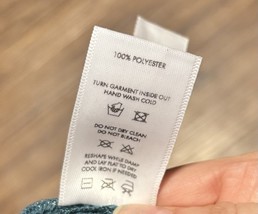 100% POLYESTER
TURN GARMENT INSIDE OUT
HAND WASH COLD
DO NOT DRY CLEAN
DO NOT BLEACH
RESHAPE WHILE DAMP
AND LAY FLAT TO DRY
COOL IRON IF NEEDED